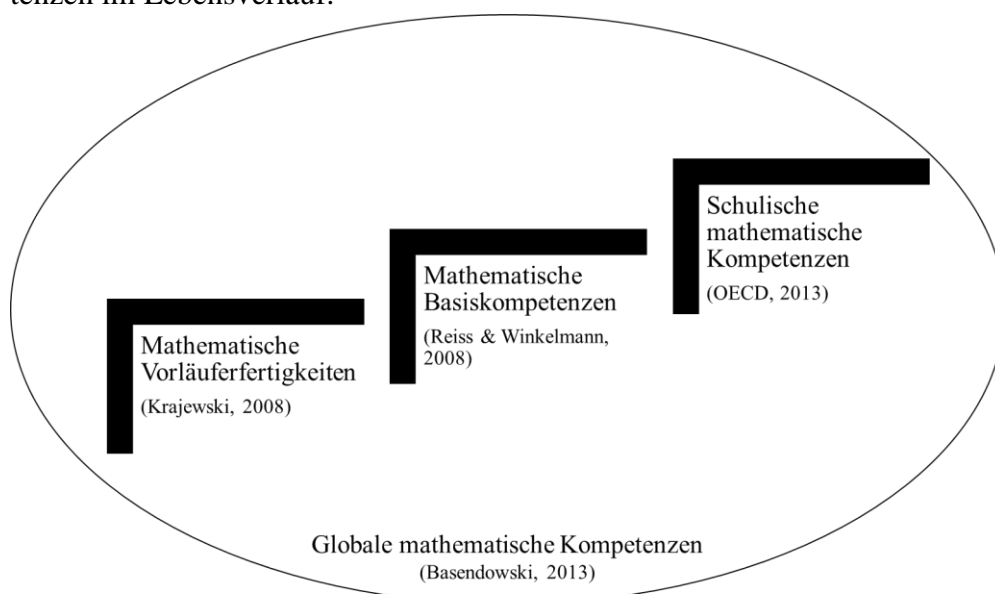 tenzen im Lebensverlauf.
Schulische
mathematische
Kompetenzen
(OECD, 2013)
Mathematische
Basiskompetenzen
(Reiss & Winkelmann,
2008)
Mathematische
Vorläuferfertigkeiten
(Krajewski, 2008)
Globale mathematische Kompetenzen
(Basendowski, 2013)